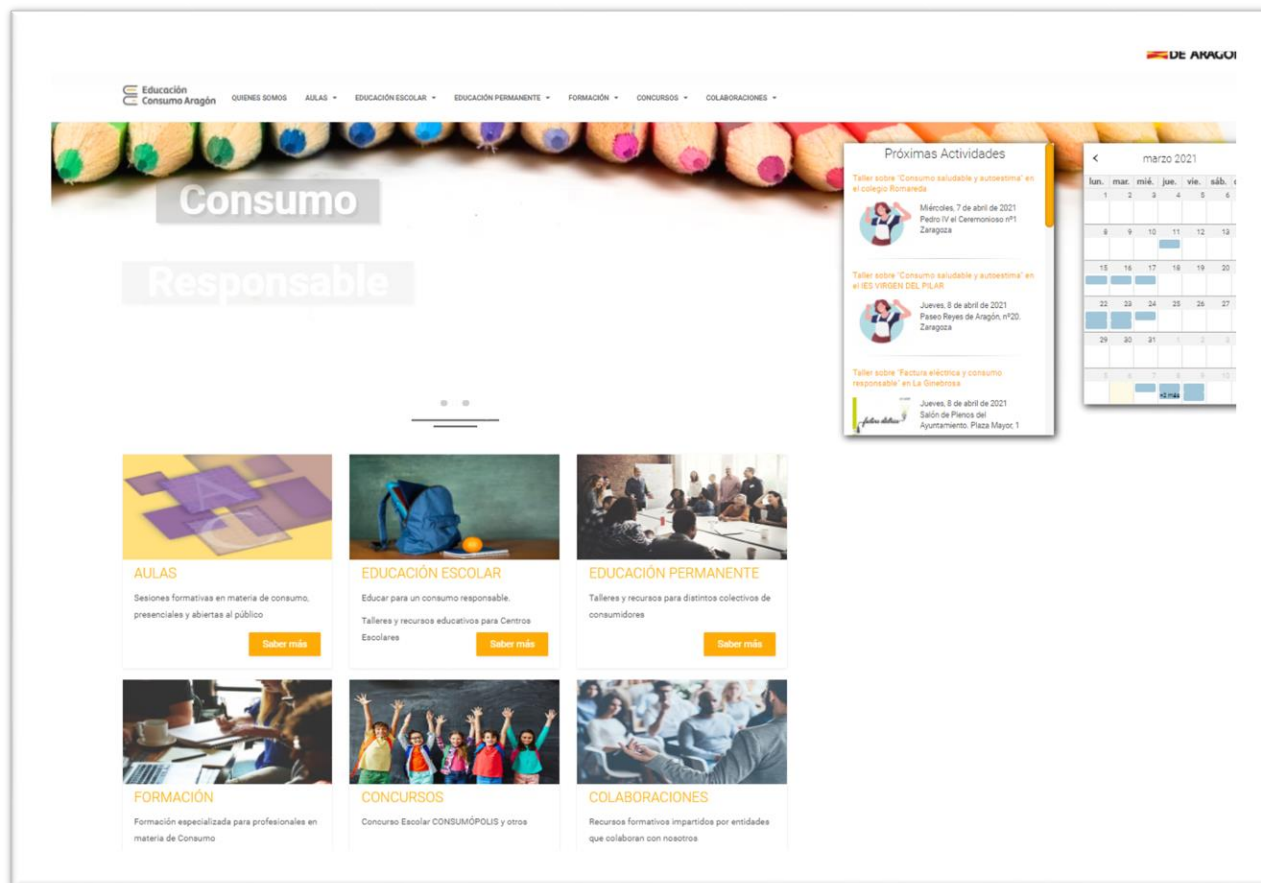 DE ARAGON
Educación
Consumo Aragón
QUIENES SOMOS AULAS EDUCACIÓN ESCOLAR EDUCACIÓN PERMANENTE FORMACIÓN CONCURSOS COLABORACIONES
Consumo
Responsable
Próximas Actividades
Taller sobre "Consumo saludable y autoestima" en
el colegio Romareda
Miércoles, 7 de abril de 2021
Pedro IV el Ceremonioso nº1
Zaragoza
Taller sobre "Consumo saludable y autoestima" en
el IES VIRGEN DEL PILAR
Jueves, 8 de abril de 2021
Paseo Reyes de Aragón, nº20.
Zaragoza
Taller sobre "Factura eléctrica y consumo
responsable" en La Ginebrosa
factura eléctrica
Jueves, 8 de abril de 2021
Salón de Plenos del
Ayuntamiento. Plaza Mayor, 1
marzo 2021
lun. mar. mié. jue. vie. sáb. d
1 2 3 4 5 6
8 9 10 11 12 13
15 16 17 18 19 20
22 23 24 25 26 27
29 30 31 1 2 3
5 6 7 8 9 10
+2 más
AULAS
Sesiones formativas en materia de consumo,
presenciales y abiertas al público
Saber más
EDUCACIÓN ESCOLAR
Educar para un consumo responsable.
Talleres y recursos educativos para Centros
Escolares
Saber más
EDUCACIÓN PERMANENTE
Talleres y recursos para distintos colectivos de
consumidores
Saber más
FORMACIÓN
Formación especializada para profesionales en
materia de Consumo
CONCURSOS
Concurso Escolar CONSUMÓPOLIS y otros
COLABORACIONES
Recursos formativos impartidos por entidades
que colaboran con nosotros